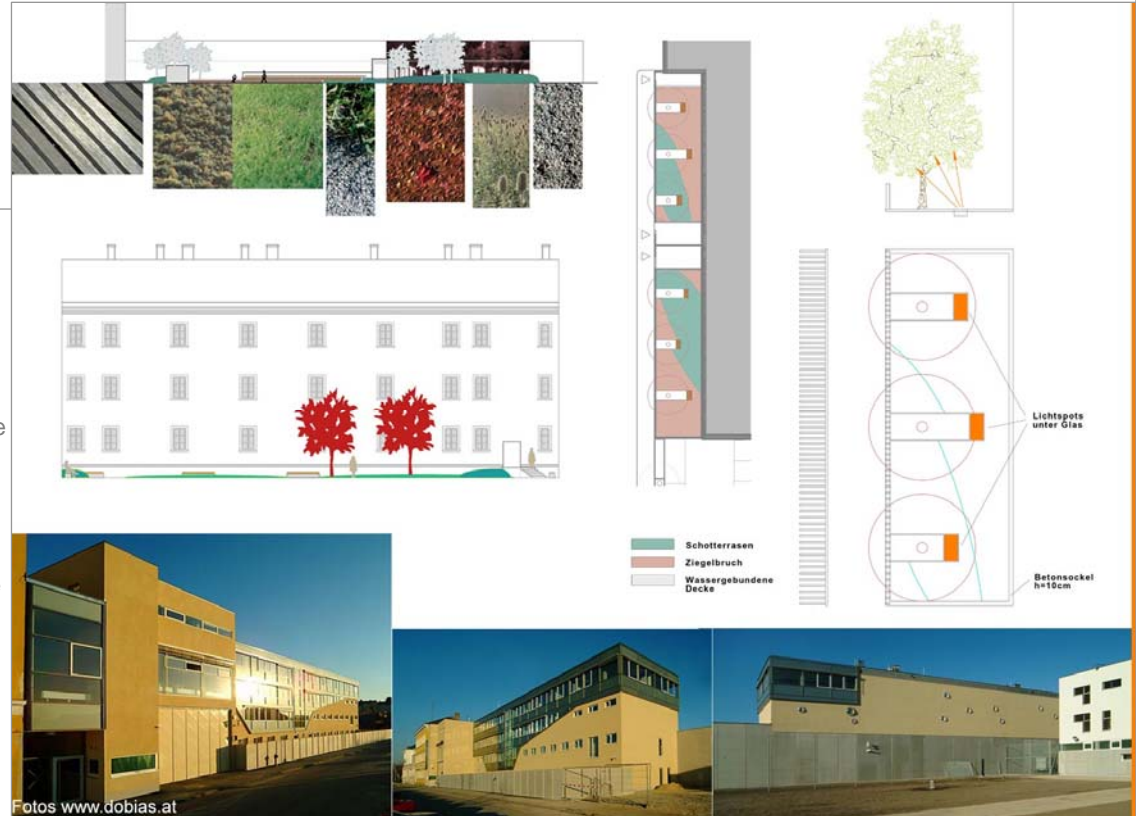 e
Lichtspots
unter Glas
Schotterrasen
Ziegelbruch
Wassergebundene
Decke
Betonsockel
h=10cm
Fotos www.dobias.at